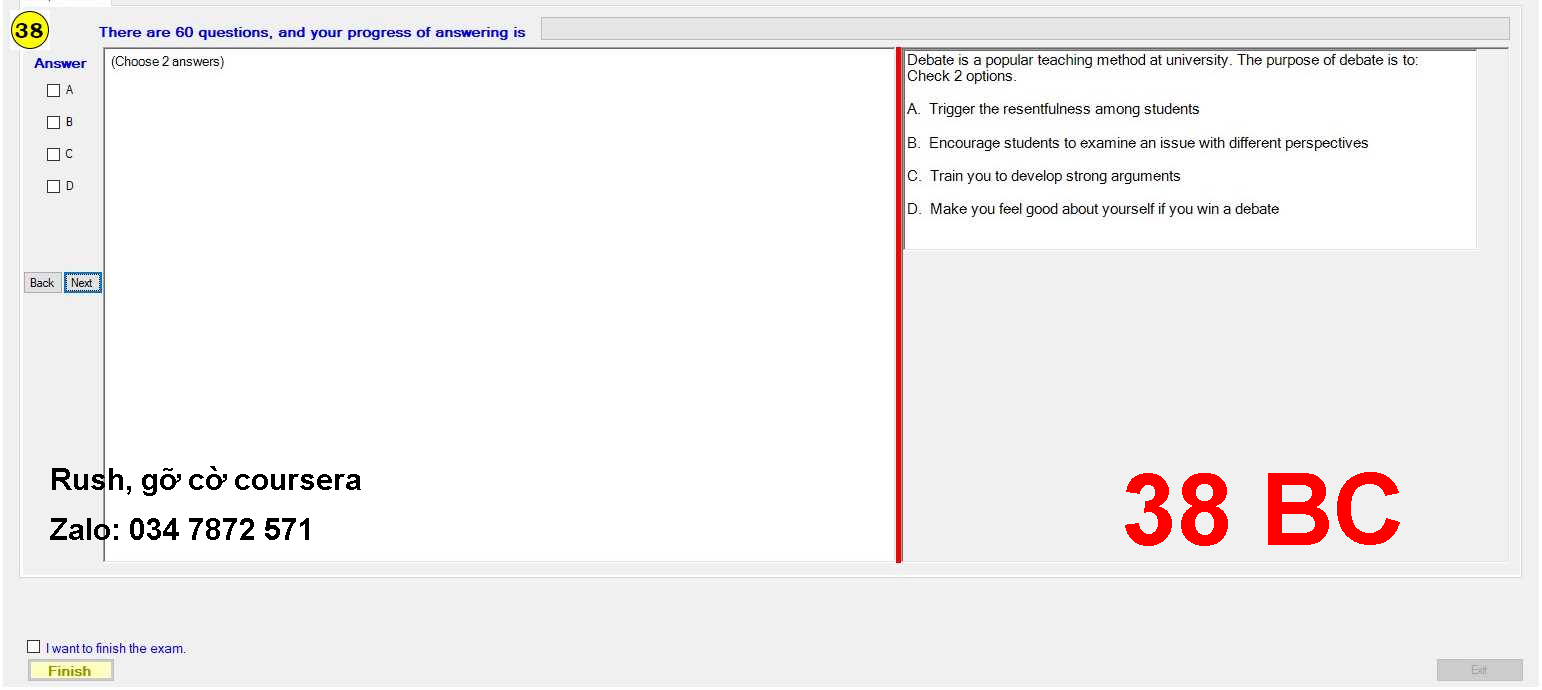 38
There are 60 questions, and your progress of answering is
Answer
(Choose 2 answers)
A
B
C
D
Back
Next
Debate is a popular teaching method at university. The purpose of debate is to:
Check 2 options.
A. Trigger the resentfulness among students
B. Encourage students to examine an issue with different perspectives
C. Train you to develop strong arguments
D. Make you feel good about yourself if you win a debate
Rush, gỡ cờ coursera
Zalo: 034 7872 571
38 BC
I want to finish the exam.
Finish
Exit